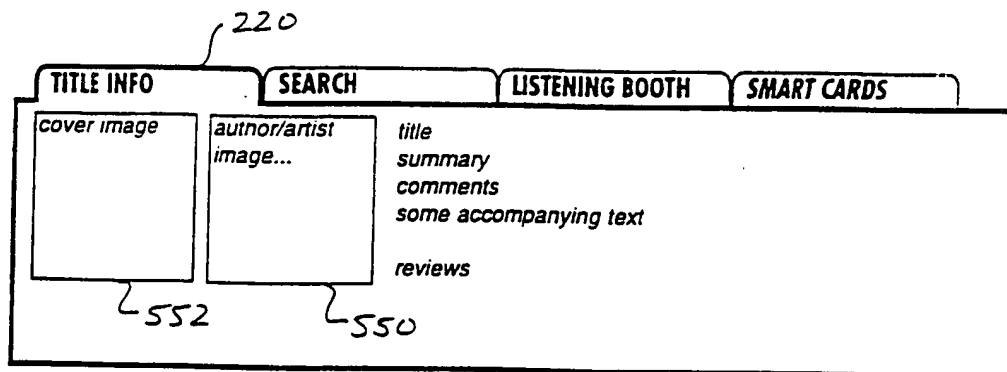 220
TITLE INFO SEARCH LISTENING BOOTH SMART CARDS
cover image
author/artist
image...
title
summary
comments
some accompanying text
reviews
552 550